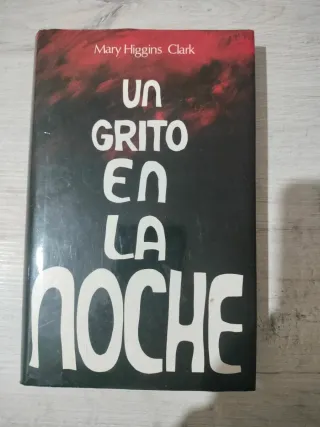 Mary Higgins Clark
un
GRITO
En
LA
nOCHE